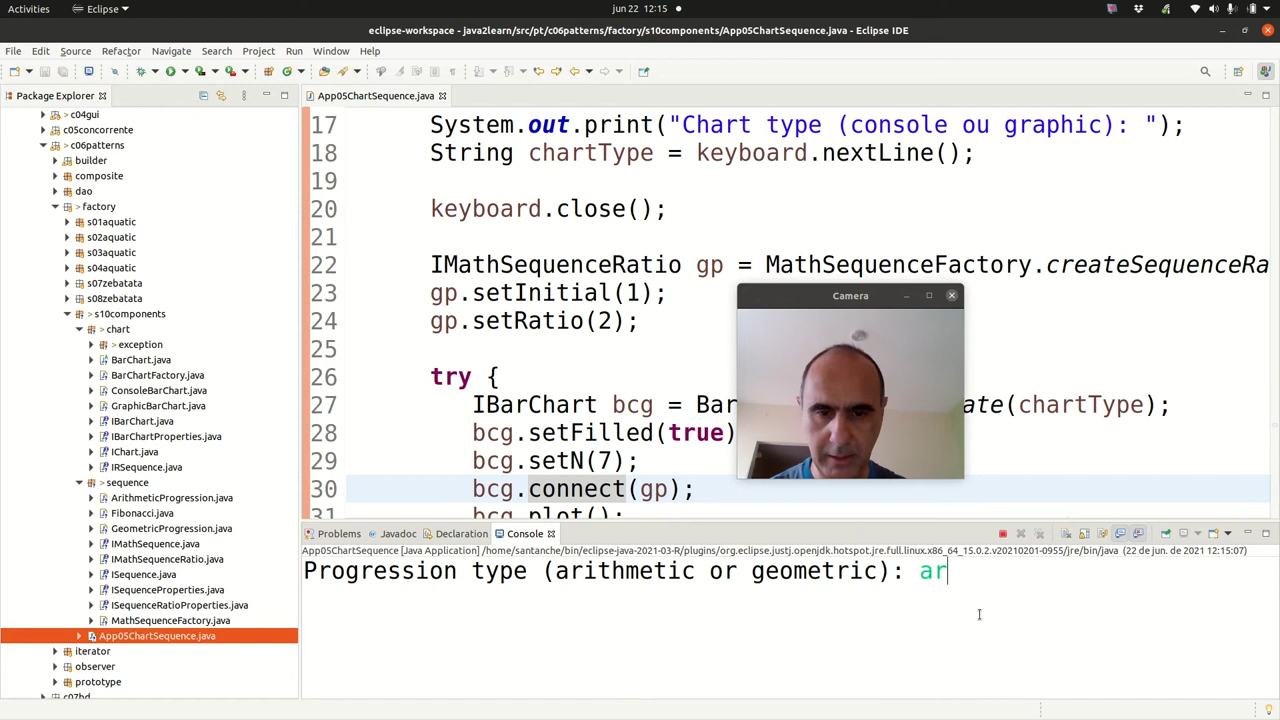 Activities
Eclipse
jun 22 12:15
eclipse-workspace - java2learn/src/pt/c06patterns/factory/s10components/App05ChartSequence.java - Eclipse IDE
File Edit Source Refactor Navigate Search Project Run Window Help
Package Explorer
App05ChartSequence.java
> c04gui
c05concorrente
> c06patterns
builder
composite
dao
> factory
s01aquatic
s02aquatic
s03aquatic
s04aquatic
s07zebatata
s08zebatata
> s10components
> chart
> exception
BarChart.java
BarChartFactory.java
ConsoleBarChart.java
GraphicBarChart.java
IBarChart.java
IBarChartProperties.java
IChart.java
IRSequence.java
> sequence
ArithmeticProgression.java
Fibonacci.java
GeometricProgression.java
IMathSequence.java
IMathSequenceRatio.java
ISequence.java
ISequenceProperties.java
ISequenceRatioProperties.java
MathSequenceFactory.java
App05ChartSequence.java
iterator
observer
prototype
c07bd
17 System.out.print("Chart type (console ou graphic): ");
18 String chartType = keyboard.nextLine();
19
20 keyboard.close();
21
22 IMathSequenceRatio gp = MathSequenceFactory.createSequenceRa
23 gp.setInitial(1);
24 gp.setRatio(2);
25
26 try {
27 IBarChart bcg = Bar ate(chartType);
28 bcg.setFilled(true)
29 bcg.setN(7);
30 bcg.connect(gp);
31 bcg.plot();
Camera
Problems Javadoc Declaration Console
App05ChartSequence [Java Application] /home/santanche/bin/eclipse-java-2021-03-R/plugins/org.eclipse.justj.openjdk.hotspot.jre.full.linux.x86_64_15.0.2.v20210201-0955/jre/bin/java (22 de jun. de 2021 12:15:07)
Progression type (arithmetic or geometric): ar